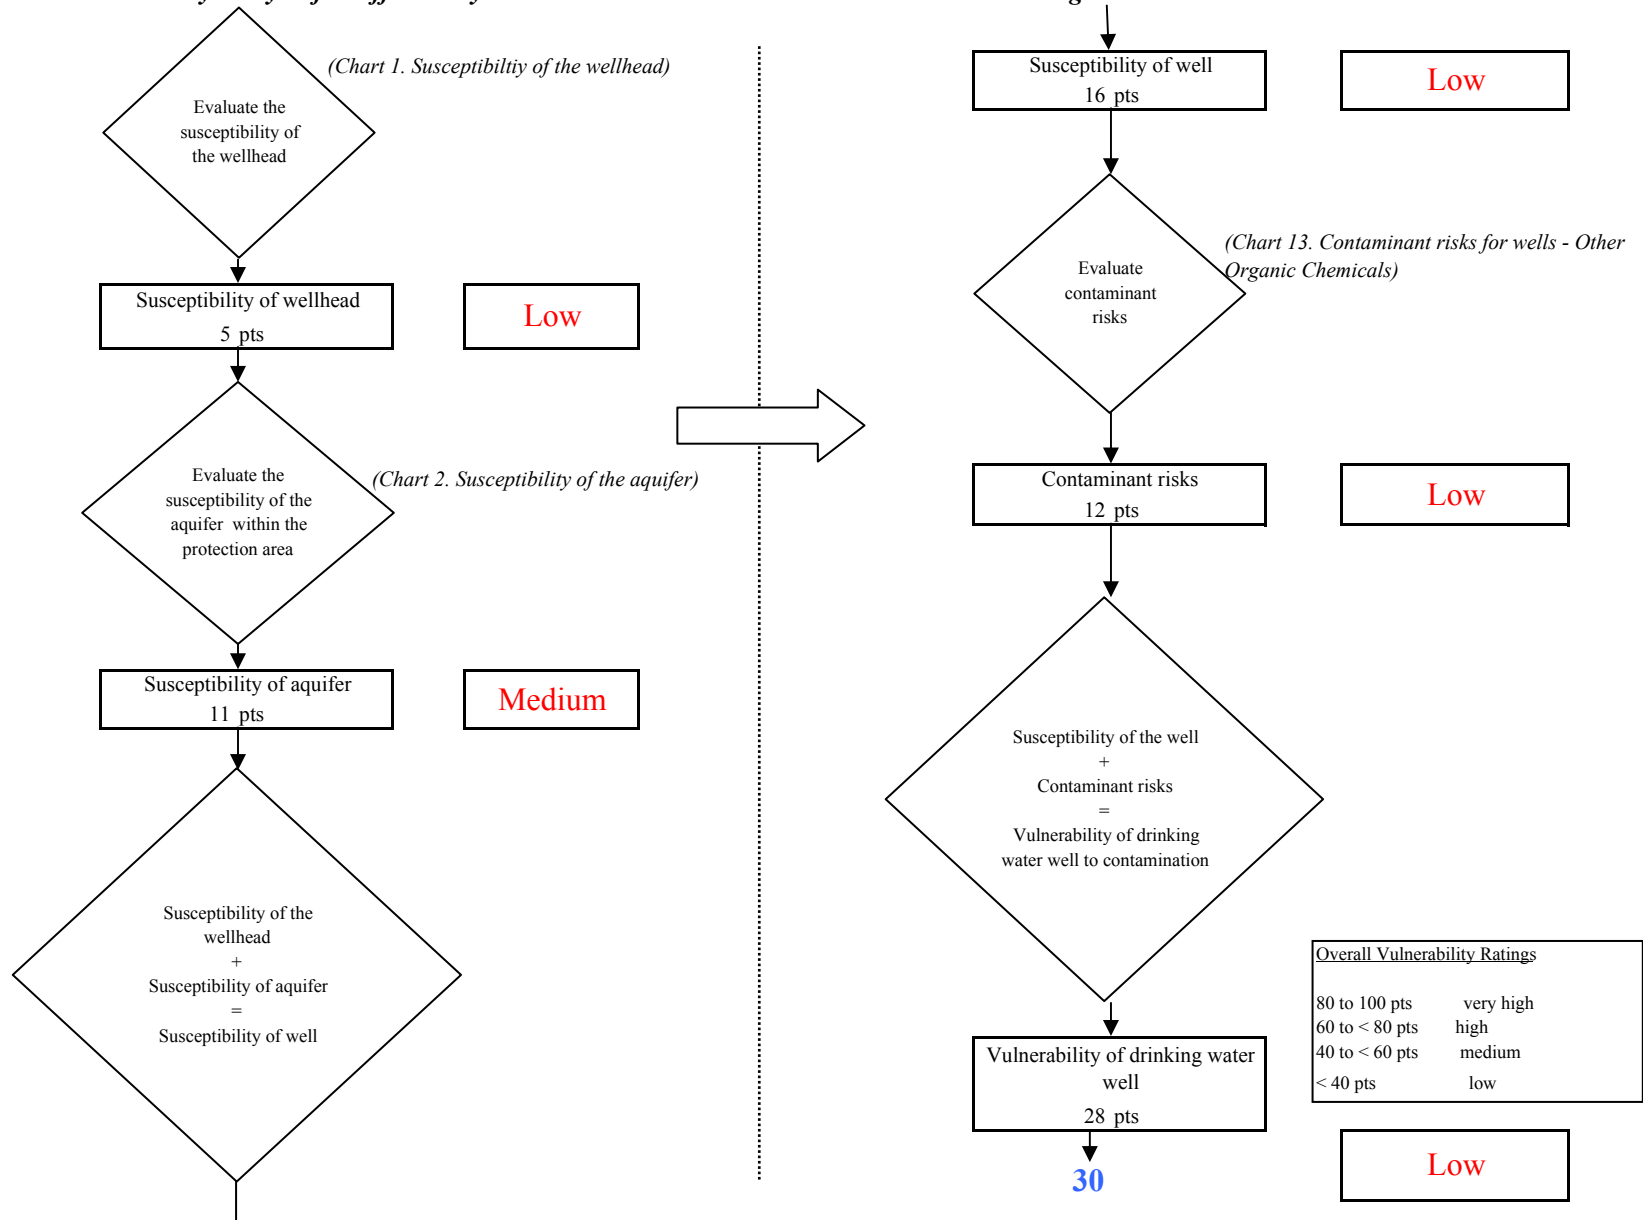 (Chart 1. Susceptibiltiy of the wellhead)
Evaluate the
susceptibility of
the wellhead
Susceptibility of wellhead
5 pts
Low
Evaluate the
susceptibility of the
aquifer within the
protection area
(Chart 2. Susceptibility of the aquifer)
Susceptibility of aquifer
11 pts
Medium
Susceptibility of the
wellhead
+
Susceptibility of aquifer
=
Susceptibility of well
Susceptibility of well
16 pts
Low
Evaluate
contaminant
risks
(Chart 13. Contaminant risks for wells - Other
Organic Chemicals)
Contaminant risks
12 pts
Low
Susceptibility of the well
+
Contaminant risks
=
Vulnerability of drinking
water well to contamination
Overall Vulnerability Ratings
80 to 100 pts very high
60 to < 80 pts high
40 to < 60 pts medium
< 40 pts low
Vulnerability of drinking water
well
28 pts
30
Low